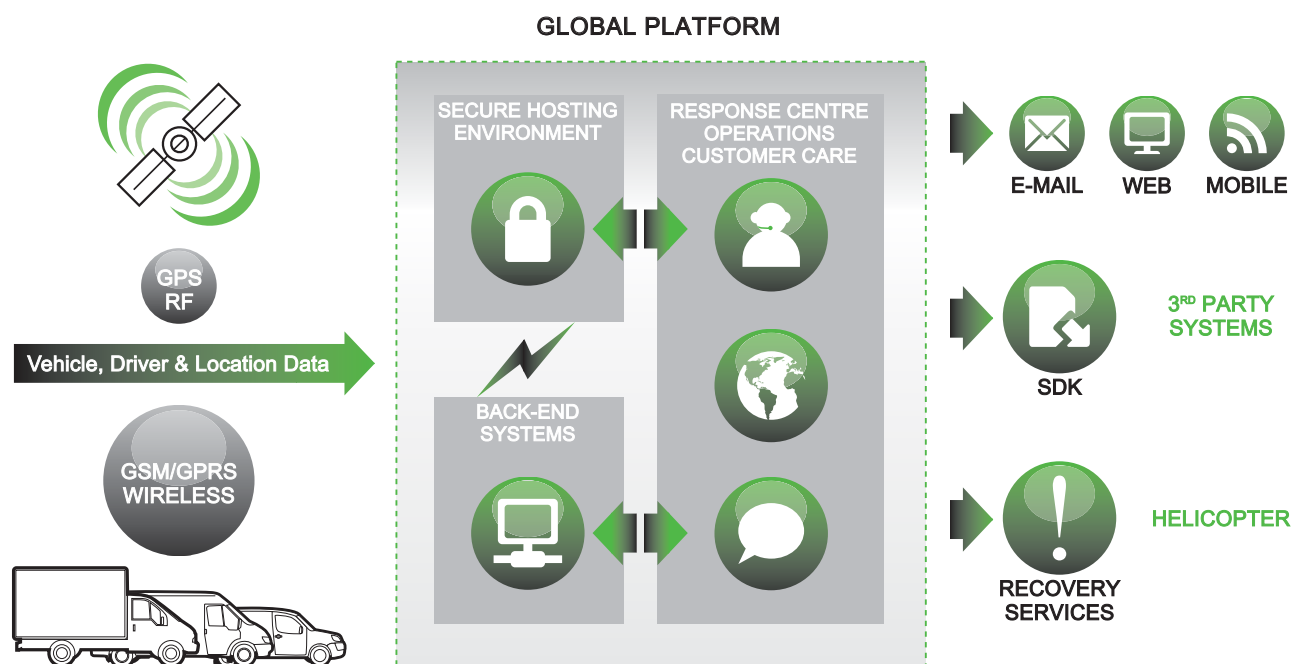 GLOBAL PLATFORM
GPS
RF
Vehicle, Driver & Location Data
GSM/GPRS
WIRELESS
SECURE HOSTING
ENVIRONMENT
BACK-END
SYSTEMS
RESPONSE CENTRE
OPERATIONS
CUSTOMER CARE
E-MAIL
WEB
MOBILE
SDK
3RD PARTY
SYSTEMS
RECOVERY
SERVICES
HELICOPTER